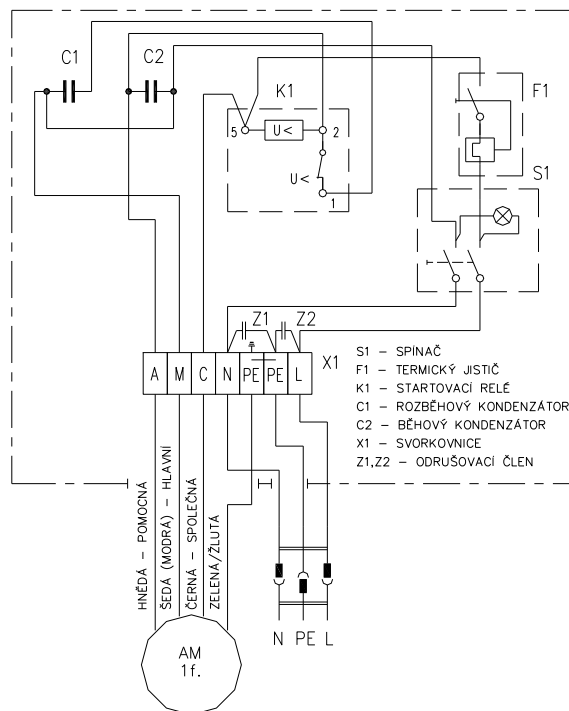 C1
C2
K1
5
U<
2
U<
1
F1
S1
Z1
Z2
A
M
C
N
PE
PE
L
X1
S1 – SPÍNAČ
F1 – TERMICKÝ JISTIČ
K1 – STARTOVACÍ RELÉ
C1 – ROZBĚHOVÝ KONDENZÁTOR
C2 – BĚHOVÝ KONDENZÁTOR
X1 – SVORKOVNICE
Z1,Z2 – ODRUŠOVACÍ ČLEN
HNĚDÁ – POMOCNÁ
ŠEDÁ (MODRÁ) – HLAVNÍ
ČERNÁ – SPOLEČNÁ
ZELENÁ/ŽLUTÁ
N PE L
AM
1f.